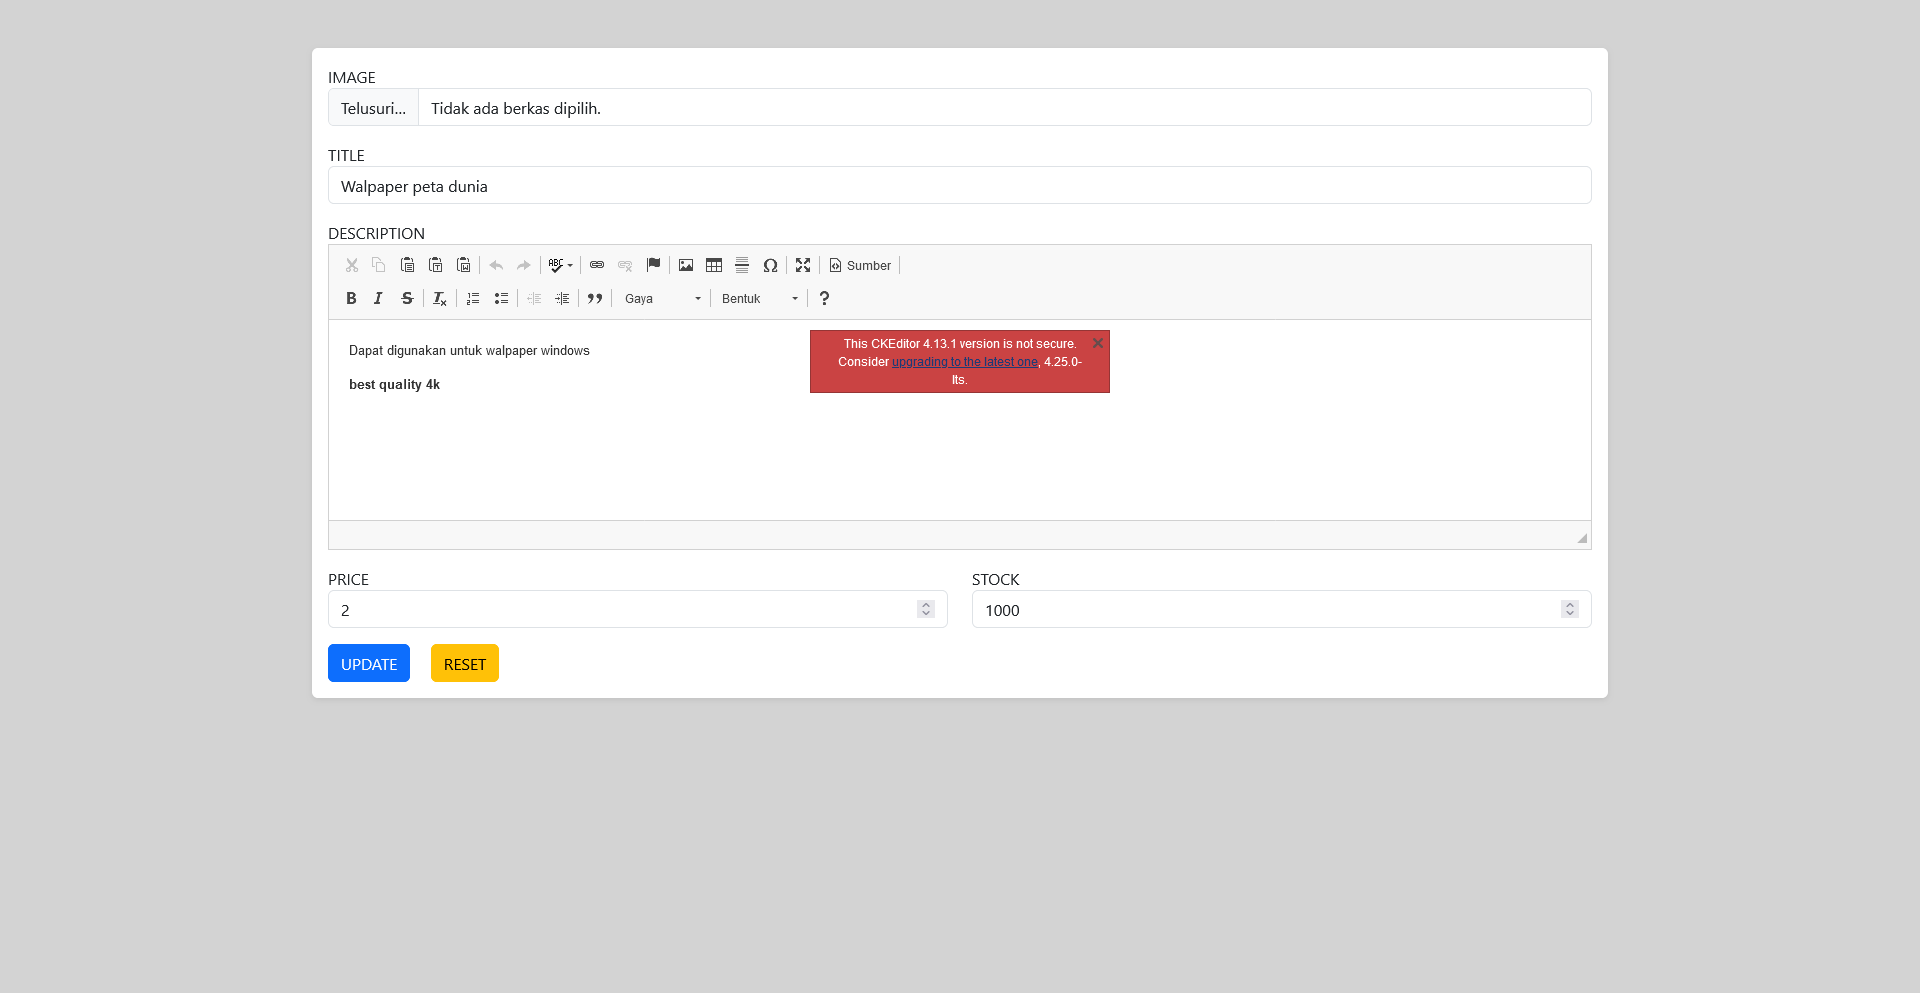 IMAGE
Telusuri... Tidak ada berkas dipilih.
TITLE
Walpaper peta dunia
DESCRIPTION
ABC Sumber
B I S Tx Gaya Bentuk ?
This CKEditor 4.13.1 version is not secure.
Consider upgrading to the latest one, 4.25.0-
lts.
Dapat digunakan untuk walpaper windows
best quality 4k
PRICE STOCK
2 1000
UPDATE RESET